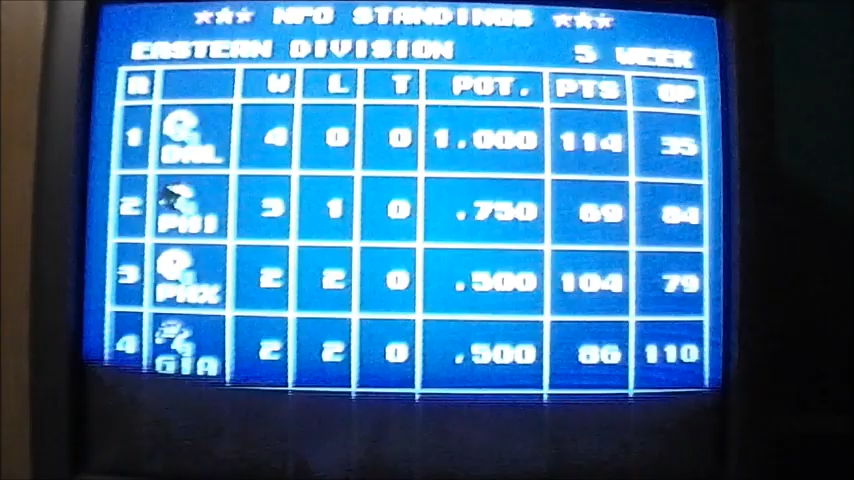 ★★★ NFC STANDINGS ★★★
EASTERN DIVISION 5 WEEK
R W L T PCT. PTS OP
1 DAL 4 0 0 1.000 114 35
2 PHI 3 1 0 .750 69 84
3 PHX 2 2 0 .500 104 79
4 GIA 2 2 0 .500 86 110